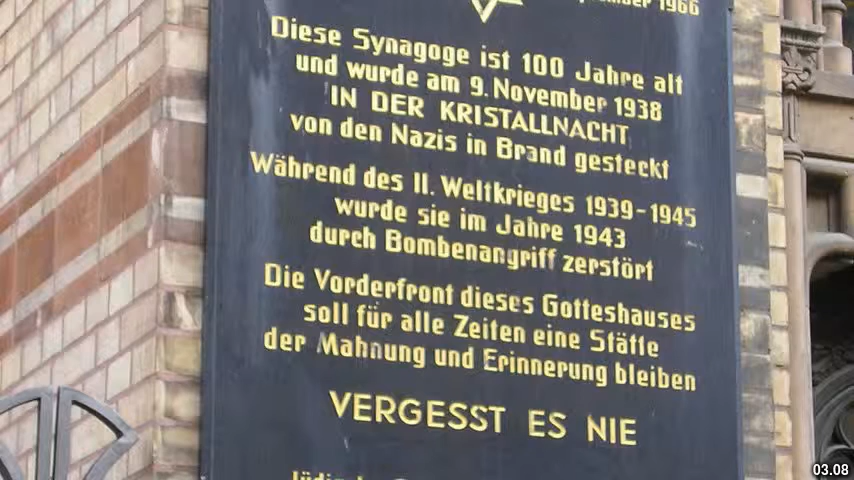 September 1966
Diese Synagoge ist 100 Jahre alt
und wurde am 9. November 1938
IN DER KRISTALLNACHT
von den Nazis in Brand gesteckt
Während des II. Weltkrieges 1939-1945
wurde sie im Jahre 1943
durch Bombenangriff zerstört
Die Vorderfront dieses Gotteshauses
soll für alle Zeiten eine Stätte
der Mahnung und Erinnerung bleiben
VERGESST ES NIE
03.08